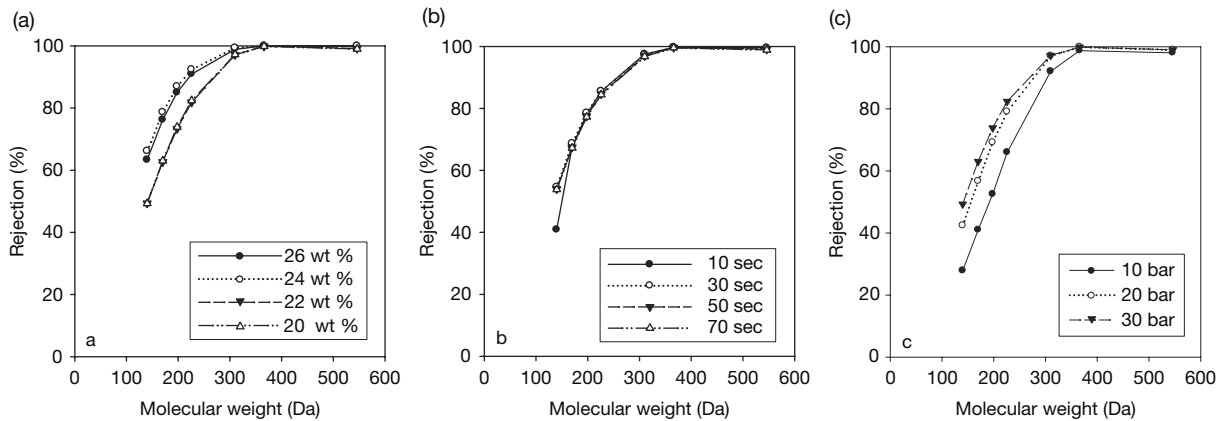 (a)
100
80
60
40
20
0
Rejection (%)
26 wt %
24 wt %
22 wt %
20 wt %
a
0 100 200 300 400 500 600
Molecular weight (Da)
(b)
100
80
60
40
20
0
Rejection (%)
10 sec
30 sec
50 sec
70 sec
b
0 100 200 300 400 500 600
Molecular weight (Da)
(c)
100
80
60
40
20
0
Rejection (%)
10 bar
20 bar
30 bar
c
0 100 200 300 400 500 600
Molecular weight (Da)